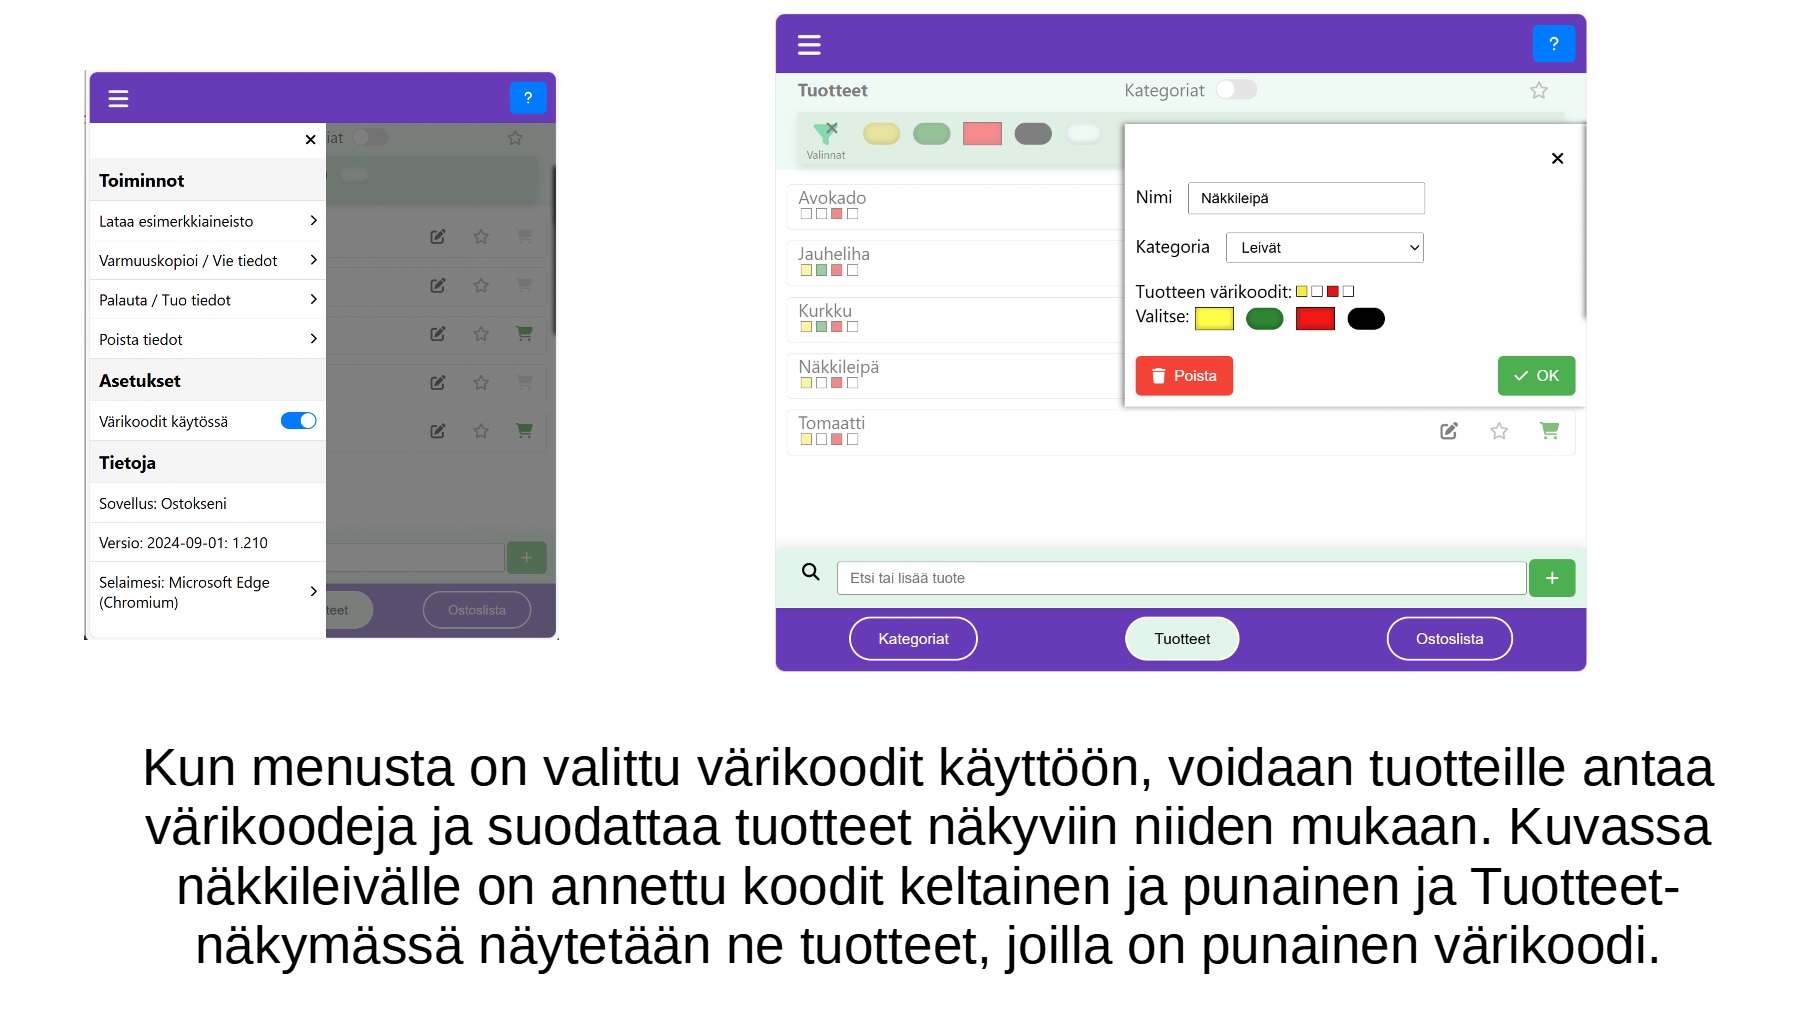 ?
iat
Toiminnot
Lataa esimerkkiaineisto
Varmuuskopioi / Vie tiedot
Palauta / Tuo tiedot
Poista tiedot
Asetukset
Värikoodit käytössä
Tietoja
Sovellus: Ostokseni
Versio: 2024-09-01: 1.210
Selaimesi: Microsoft Edge
(Chromium)
+
teet
Ostoslista
?
Tuotteet
Kategoriat
Valinnat
Avokado
Jauheliha
Kurkku
Näkkileipä
Tomaatti
Nimi
Näkkileipä
Kategoria
Leivät
Tuotteen värikoodit:
Valitse:
Poista
OK
Etsi tai lisää tuote
+
Kategoriat
Tuotteet
Ostoslista
Kun menusta on valittu värikoodit käyttöön, voidaan tuotteille antaa
värikoodeja ja suodattaa tuotteet näkyviin niiden mukaan. Kuvassa
näkkileivälle on annettu koodit keltainen ja punainen ja Tuotteet-
näkymässä näytetään ne tuotteet, joilla on punainen värikoodi.